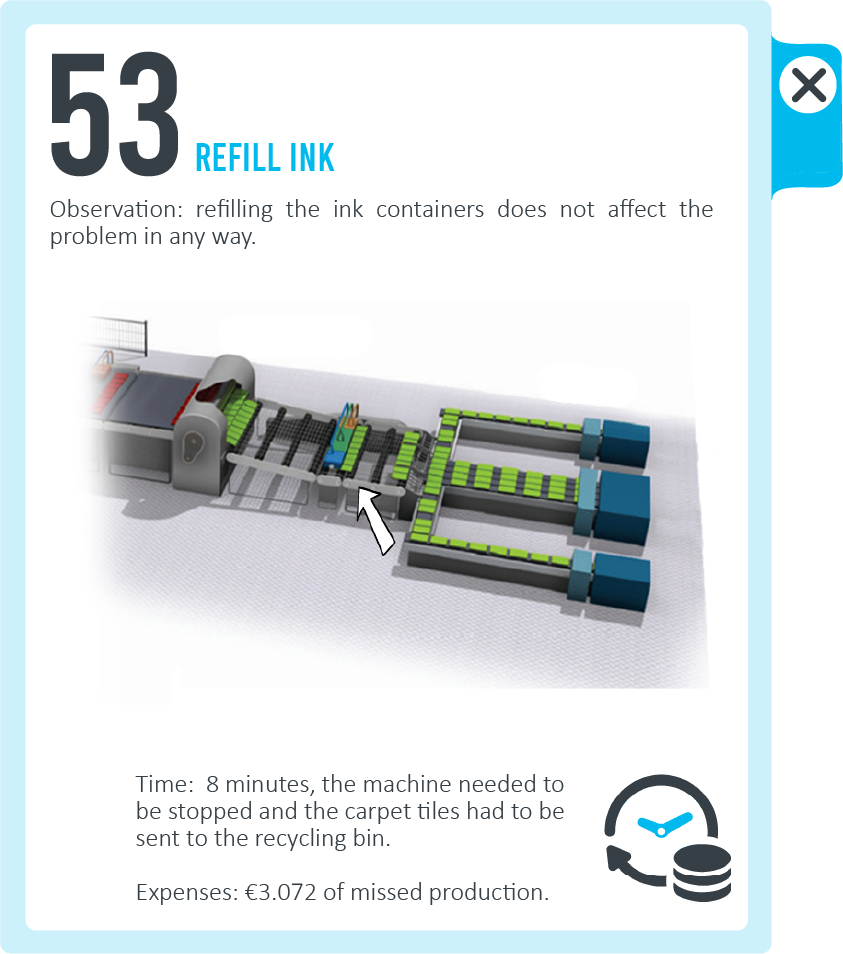 53 REFILL INK
Observation: refilling the ink containers does not affect the
problem in any way.
Time:  8 minutes, the machine needed to
be stopped and the carpet tiles had to be
sent to the recycling bin.
Expenses: €3.072 of missed production.